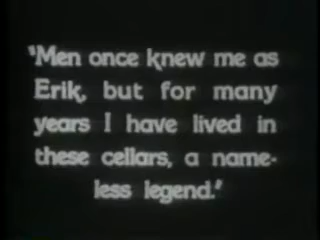 "Men once knew me as
Erik, but for many
years I have lived in
these cellars, a name-
less legend."